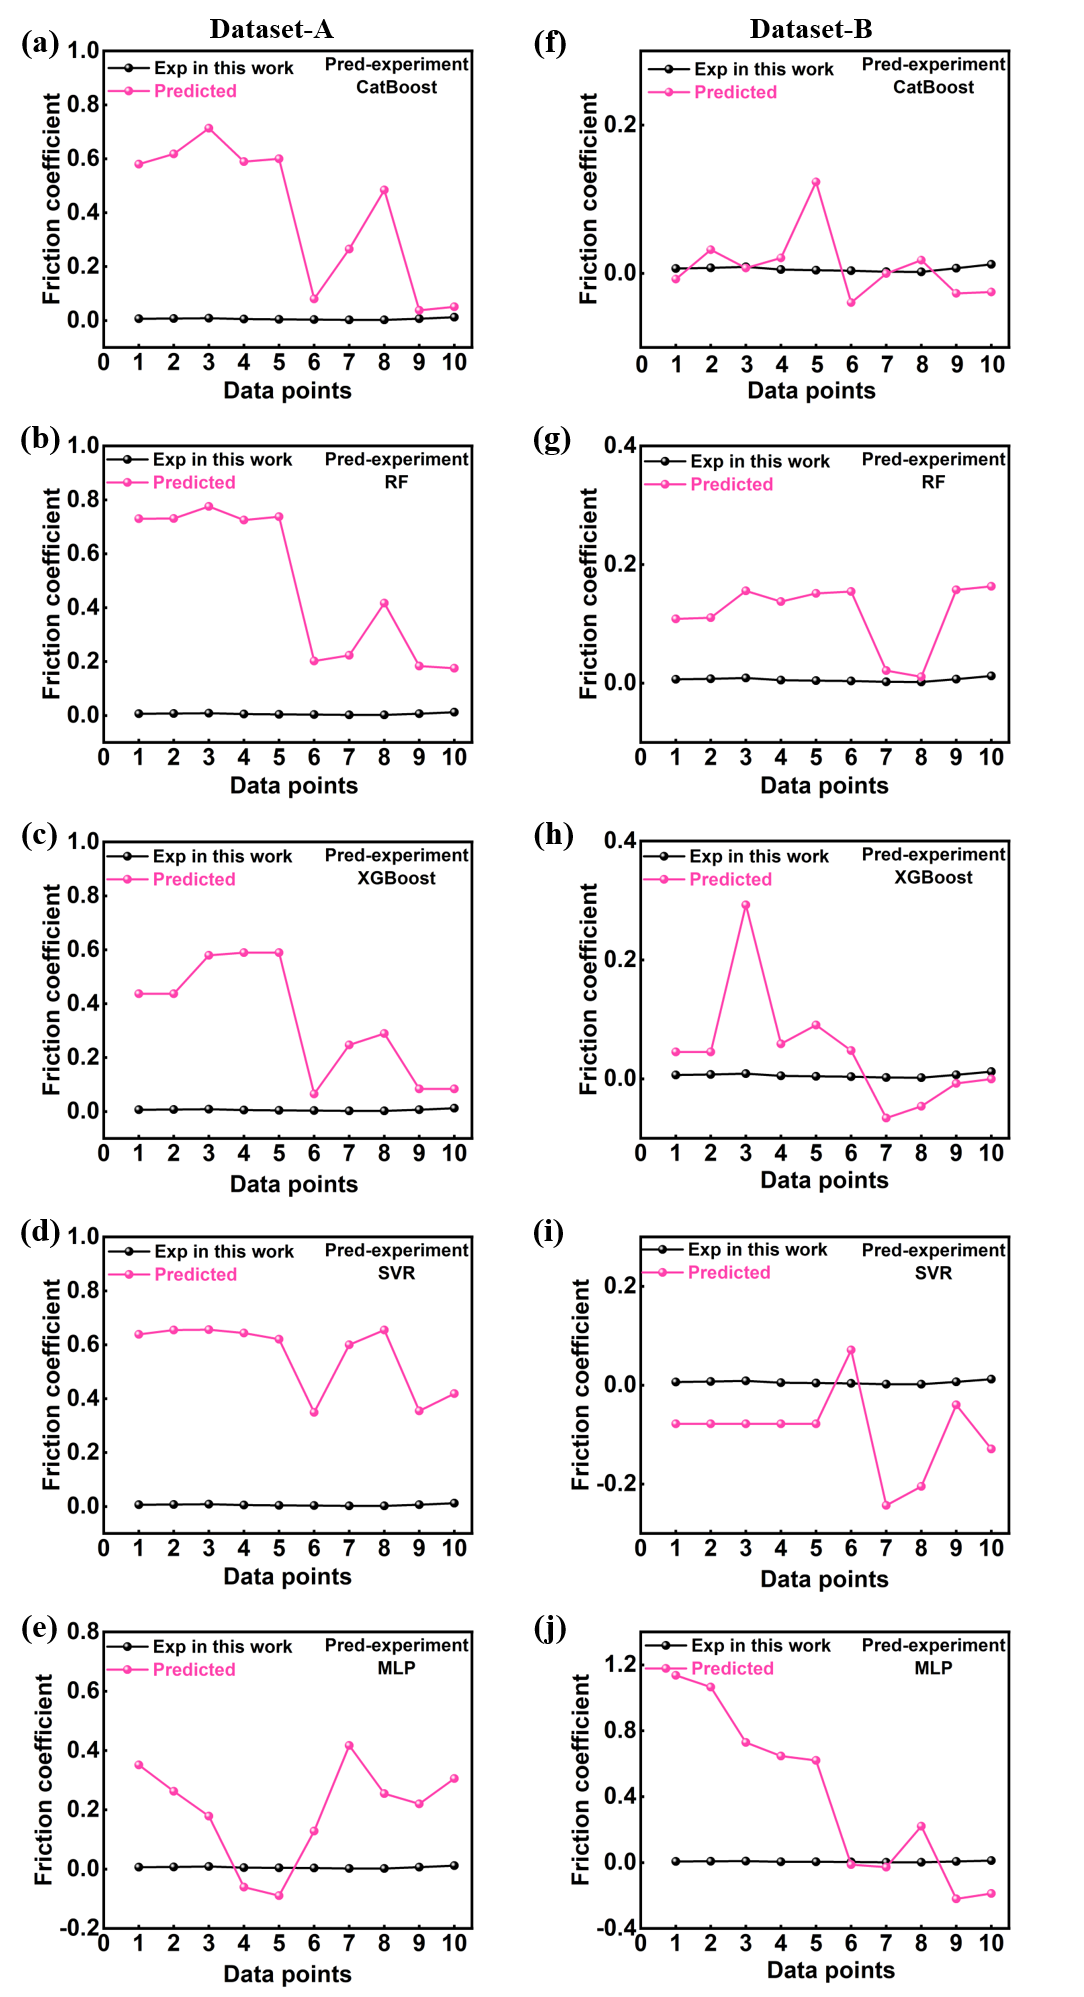 Dataset-A
Dataset-B
(a)
1.0
0.8
0.6
0.4
0.2
0.0
Friction coefficient
Exp in this work
Predicted
Pred-experiment
CatBoost
0 1 2 3 4 5 6 7 8 9 10
Data points
(f)
0.2
0.0
Friction coefficient
Exp in this work
Predicted
Pred-experiment
CatBoost
0 1 2 3 4 5 6 7 8 9 10
Data points
(b)
1.0
0.8
0.6
0.4
0.2
0.0
Friction coefficient
Exp in this work
Predicted
Pred-experiment
RF
0 1 2 3 4 5 6 7 8 9 10
Data points
(g)
0.4
0.2
0.0
Friction coefficient
Exp in this work
Predicted
Pred-experiment
RF
0 1 2 3 4 5 6 7 8 9 10
Data points
(c)
1.0
0.8
0.6
0.4
0.2
0.0
Friction coefficient
Exp in this work
Predicted
Pred-experiment
XGBoost
0 1 2 3 4 5 6 7 8 9 10
Data points
(h)
0.4
0.2
0.0
Friction coefficient
Exp in this work
Predicted
Pred-experiment
XGBoost
0 1 2 3 4 5 6 7 8 9 10
Data points
(d)
1.0
0.8
0.6
0.4
0.2
0.0
Friction coefficient
Exp in this work
Predicted
Pred-experiment
SVR
0 1 2 3 4 5 6 7 8 9 10
Data points
(i)
0.2
0.0
-0.2
Friction coefficient
Exp in this work
Predicted
Pred-experiment
SVR
0 1 2 3 4 5 6 7 8 9 10
Data points
(e)
0.8
0.6
0.4
0.2
0.0
-0.2
Friction coefficient
Exp in this work
Predicted
Pred-experiment
MLP
0 1 2 3 4 5 6 7 8 9 10
Data points
(j)
1.2
0.8
0.4
0.0
-0.4
Friction coefficient
Exp in this work
Predicted
Pred-experiment
MLP
0 1 2 3 4 5 6 7 8 9 10
Data points